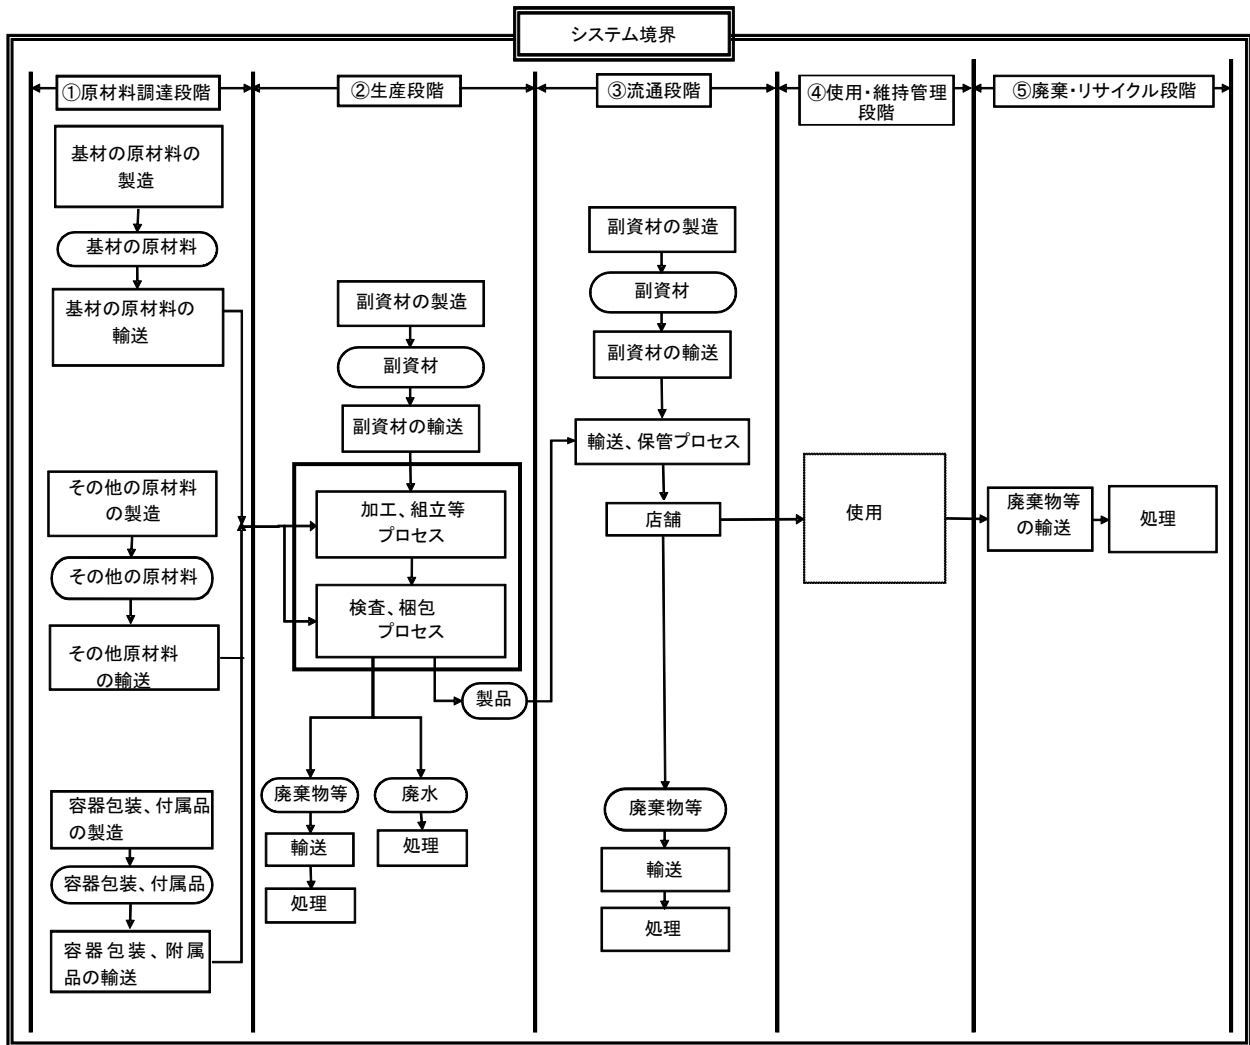 システム境界
①原材料調達段階
②生産段階
③流通段階
④使用・維持管理
段階
⑤廃棄・リサイクル段階
基材の原材料の
製造
基材の原材料
基材の原材料の
輸送
その他の原材料
の製造
その他の原材料
その他原材料
の輸送
容器包装、付属品
の製造
容器包装、付属品
容器包装、附属
品の輸送
副資材の製造
副資材
副資材の輸送
加工、組立等
プロセス
検査、梱包
プロセス
製品
廃棄物等
輸送
処理
廃水
処理
副資材の製造
副資材
副資材の輸送
輸送、保管プロセス
店舗
廃棄物等
輸送
処理
使用
廃棄物等
の輸送
処理